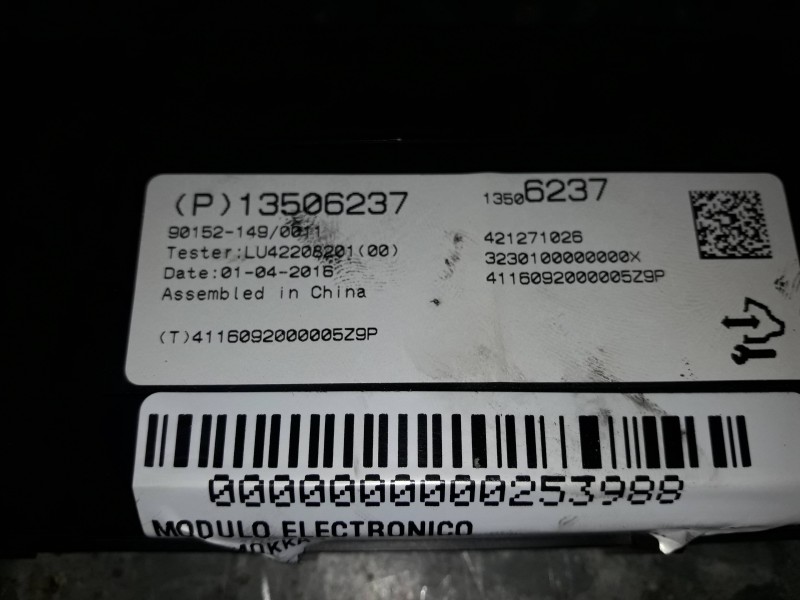 (P)13506237
90152-149/0011
Tester:LU42208201(00)
Date:01-04-2016
Assembled in China
(T)4116092000005Z9P
13506237
421271026
3230100000000X
4116092000005Z9P
0000000000253988
MODULO ELECTRONICO
MOKKA